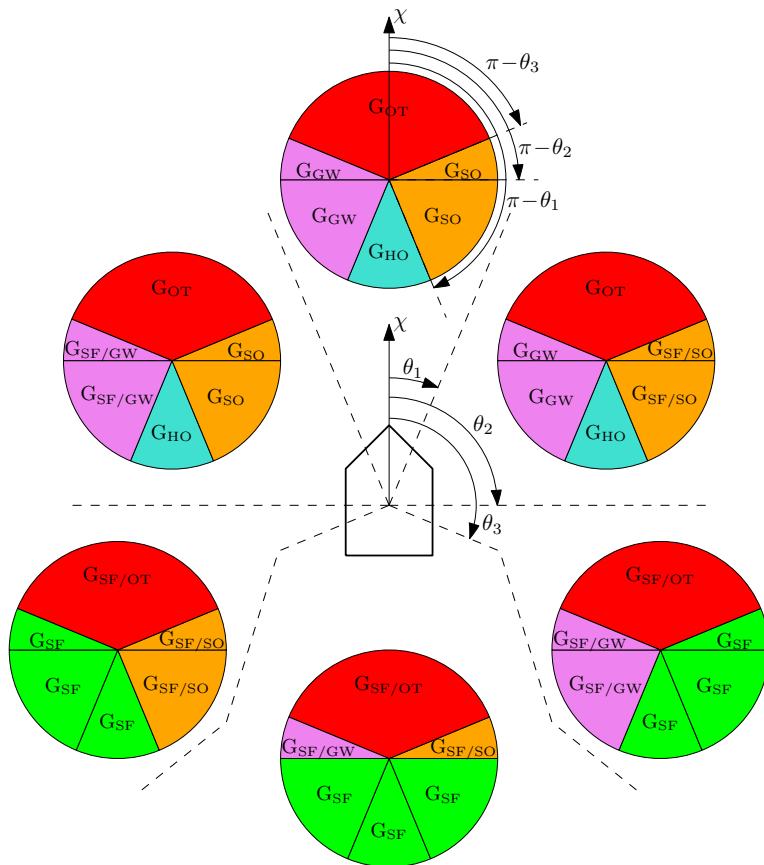 χ
π−θ₃
G_OT
π−θ₂
G_GW
G_SO
π−θ₁
G_GW
G_SO
G_HO
G_OT
G_OT
χ
G_SF/GW
G_SO
G_GW
G_SF/SO
θ₁
G_SF/GW
G_SO
G_GW
G_SF/SO
θ₂
G_HO
G_HO
θ₃
G_SF/OT
G_SF/OT
G_SF
G_SF/SO
G_SF/GW
G_SF
G_SF
G_SF/SO
G_SF/OT
G_SF/GW
G_SF
G_SF
G_SF
G_SF/GW
G_SF/SO
G_SF
G_SF
G_SF